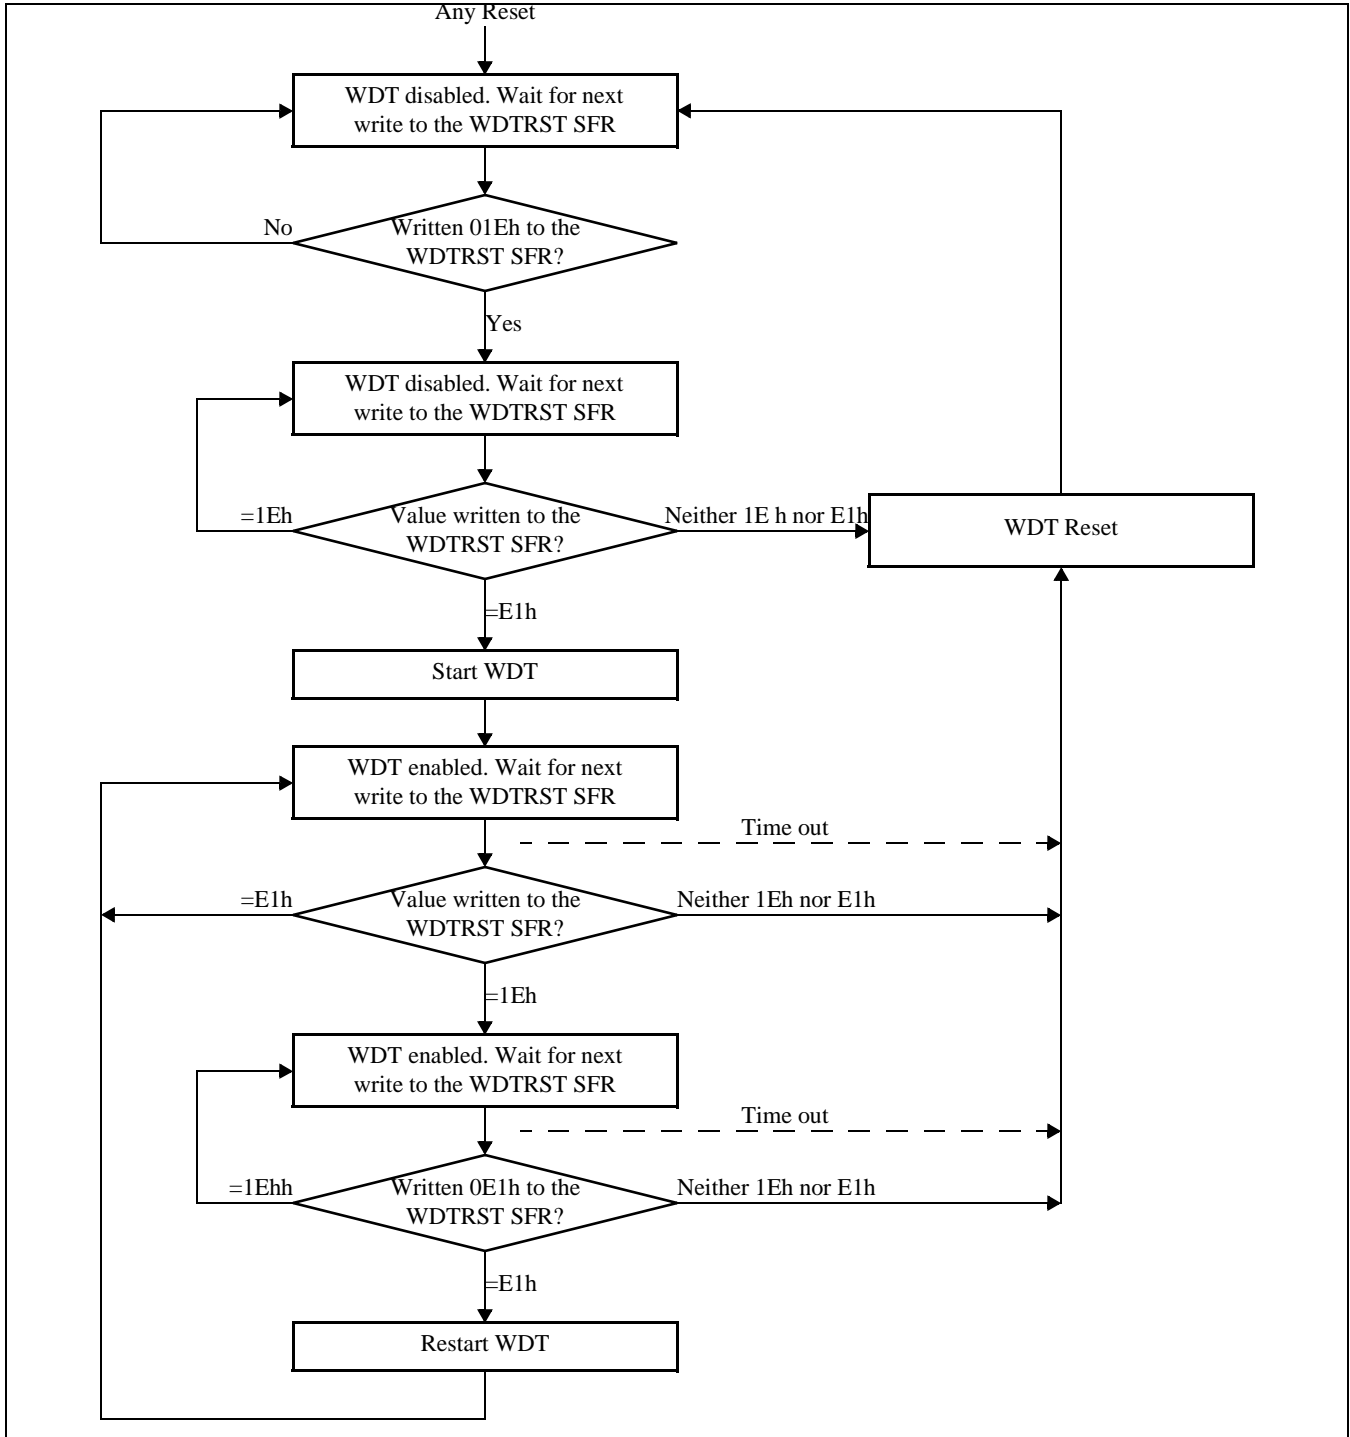 Any Reset
WDT disabled. Wait for next
write to the WDTRST SFR
No
Written 01Eh to the
WDTRST SFR?
Yes
WDT disabled. Wait for next
write to the WDTRST SFR
=1Eh
Value written to the
WDTRST SFR?
Neither 1E h nor E1h
WDT Reset
=E1h
Start WDT
WDT enabled. Wait for next
write to the WDTRST SFR
Time out
=E1h
Value written to the
WDTRST SFR?
Neither 1Eh nor E1h
=1Eh
WDT enabled. Wait for next
write to the WDTRST SFR
Time out
=1Ehh
Written 0E1h to the
WDTRST SFR?
Neither 1Eh nor E1h
=E1h
Restart WDT